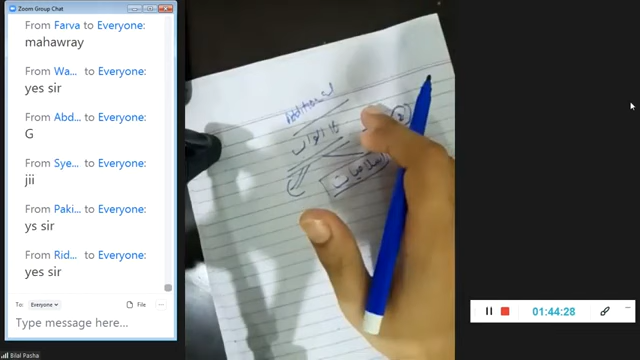 Zoom Group Chat
From Farva to Everyone:
mahawray
From Wa... to Everyone:
yes sir
From Abd... to Everyone:
G
From Sye... to Everyone:
jii
From Paki... to Everyone:
ys sir
From Rid... to Everyone:
yes sir
To: Everyone
File
Type message here...
Bilal Pasha
Additional
اصلاحیات
01:44:28